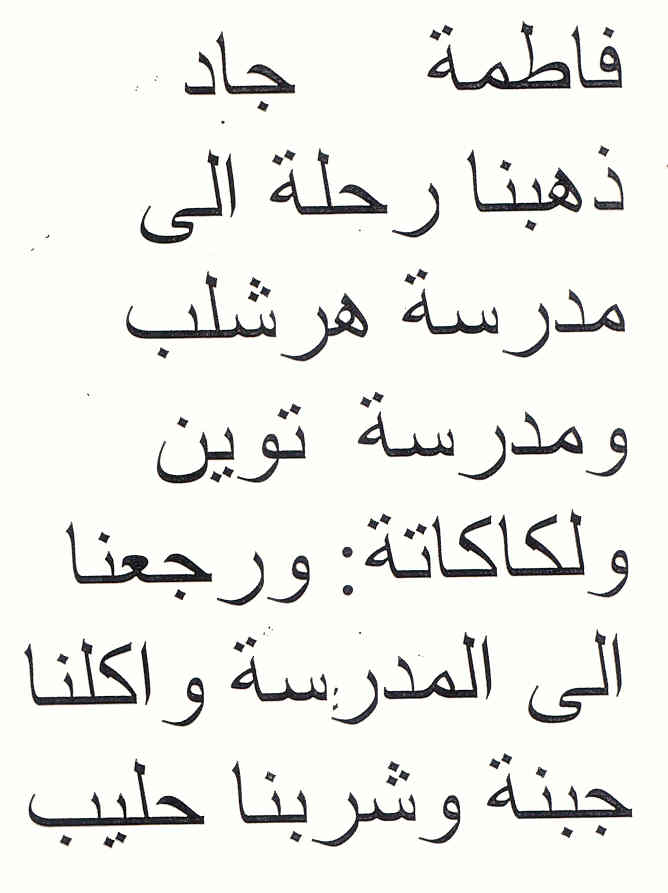 فاطمة جاد
ذهبنا رحلة الى
مدرسة هرشلب
ومدرسة توين
ولكاكاتة: ورجعنا
الى المدرسة واكلنا
جبنة وشربنا حليب